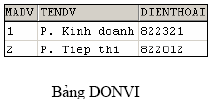 MADV TENDV DIENTHOAI
1 P. Kinh doanh 822321
2 P. Tiep thi 822012
Bảng DONVI